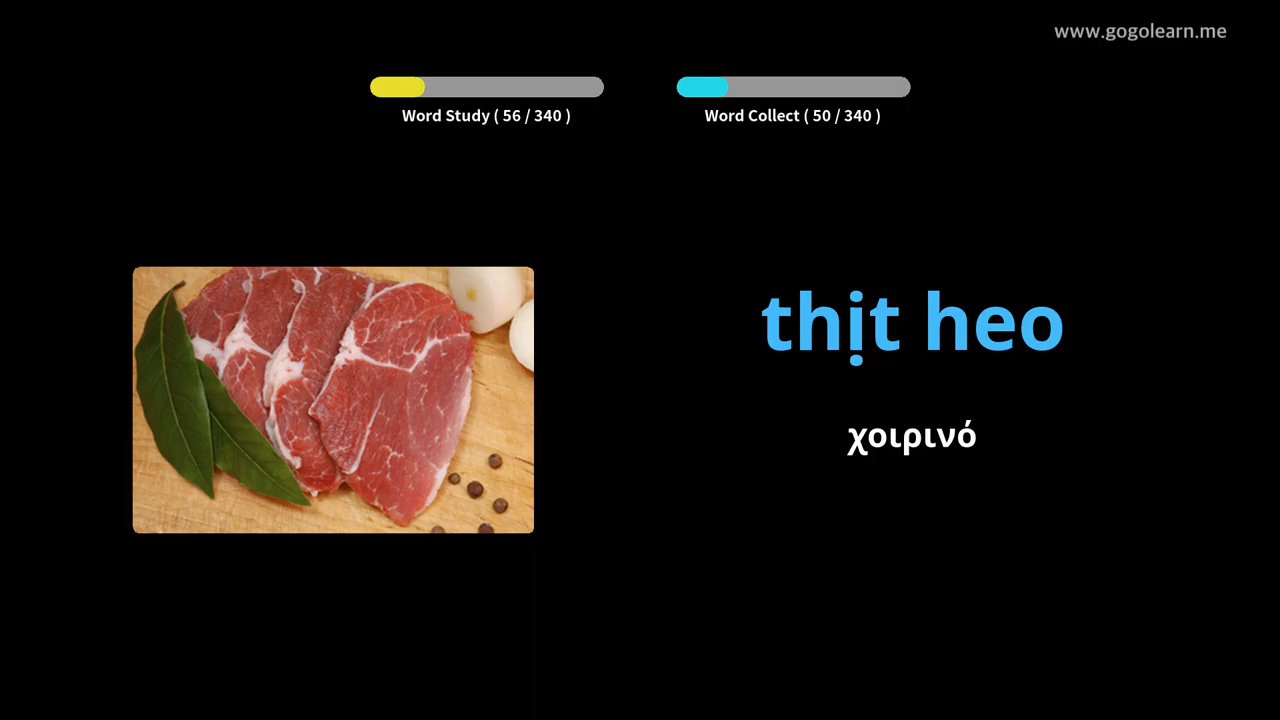 www.gogolearn.me
Word Study ( 56 / 340 )
Word Collect ( 50 / 340 )
thịt heo
χοιρινό